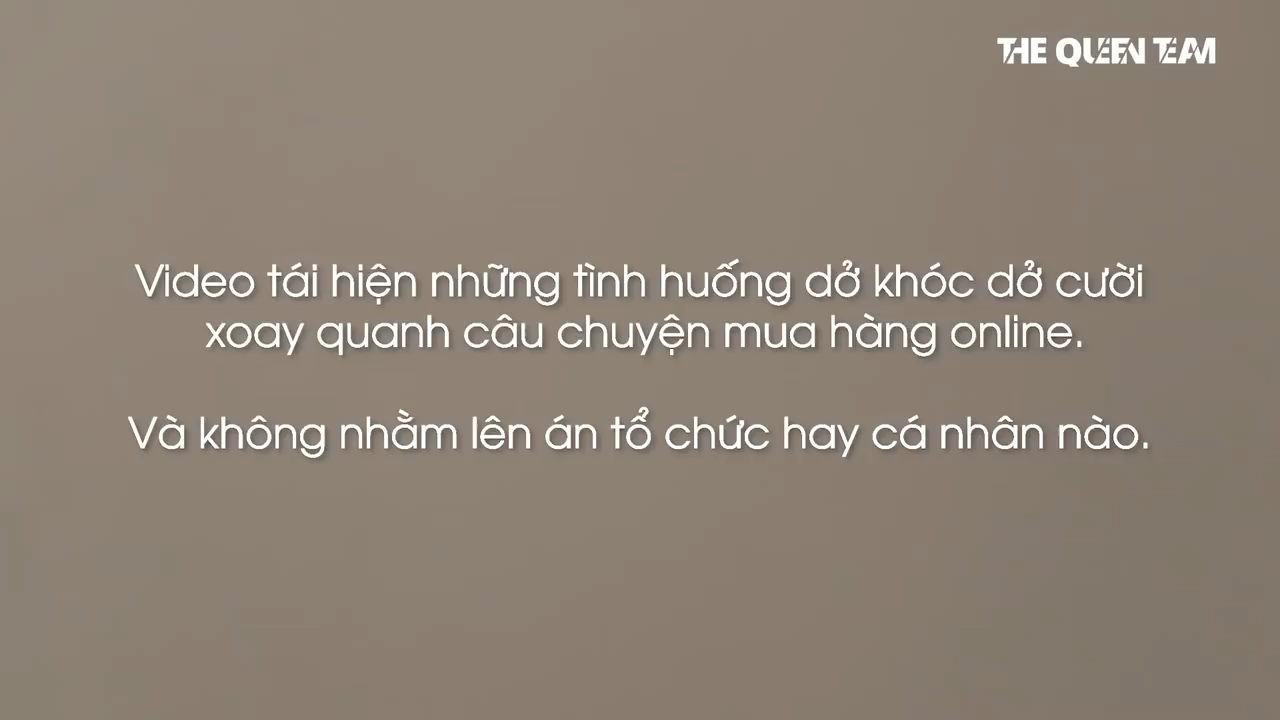 THE QUEEN TEAM
Video tái hiện những tình huống dở khóc dở cười
xoay quanh câu chuyện mua hàng online.
Và không nhằm lên án tổ chức hay cá nhân nào.